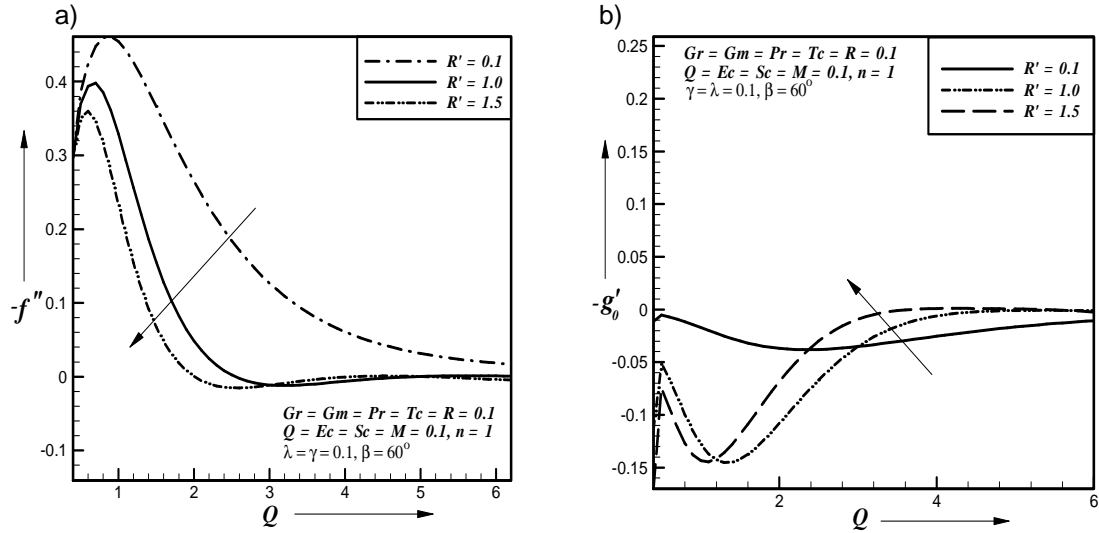 a)
R' = 0.1
R' = 1.0
R' = 1.5
0.4
0.3
0.2
0.1
0
-0.1
-f''
Gr = Gm = Pr = Tc = R = 0.1
Q = Ec = Sc = M = 0.1, n = 1
λ = γ = 0.1, β = 60°
1 2 3 4 5 6
Q
b)
Gr = Gm = Pr = Tc = R = 0.1
Q = Ec = Sc = M = 0.1, n = 1
γ = λ = 0.1, β = 60°
R' = 0.1
R' = 1.0
R' = 1.5
0.25
0.2
0.15
0.1
0.05
0
-0.05
-0.1
-0.15
-g'₀
2 4 6
Q